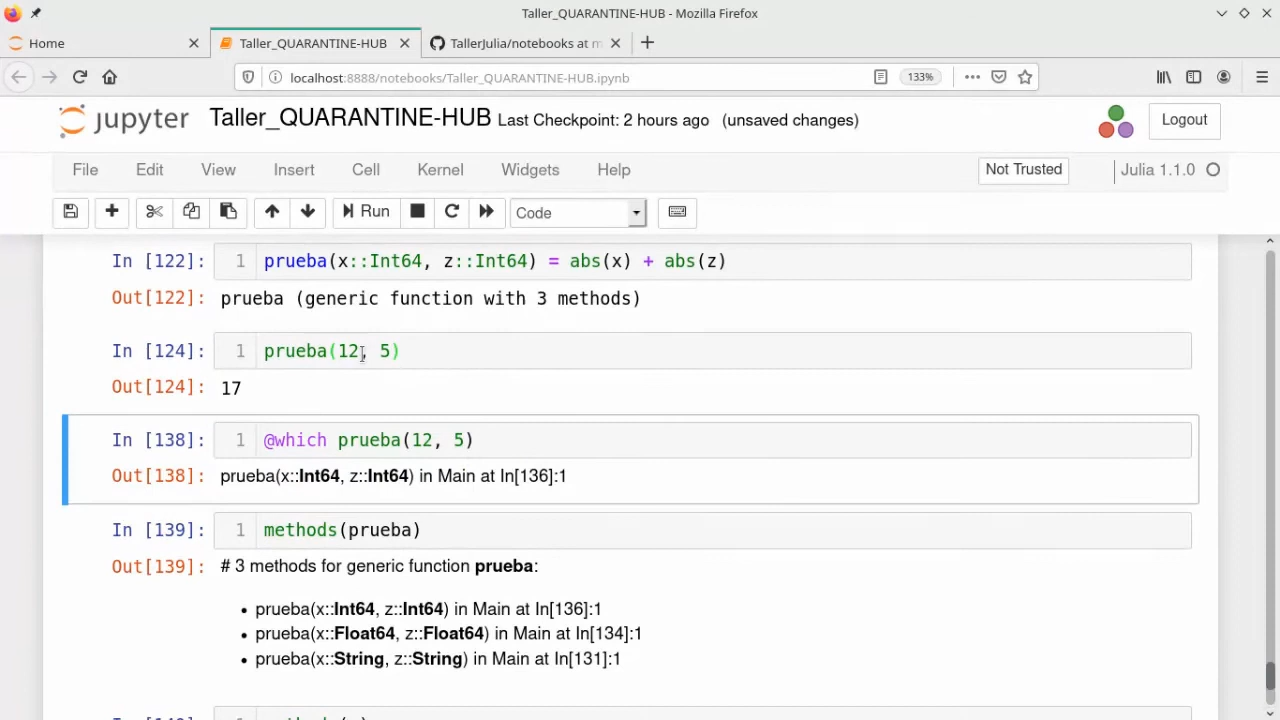 Taller_QUARANTINE-HUB - Mozilla Firefox
Home
Taller_QUARANTINE-HUB
TallerJulia/notebooks at m
localhost:8888/notebooks/Taller_QUARANTINE-HUB.ipynb
133%
jupyter Taller_QUARANTINE-HUB Last Checkpoint: 2 hours ago (unsaved changes)
Logout
File Edit View Insert Cell Kernel Widgets Help
Not Trusted
Julia 1.1.0
Run
Code
In [122]: 1 prueba(x::Int64, z::Int64) = abs(x) + abs(z)
Out[122]: prueba (generic function with 3 methods)
In [124]: 1 prueba(12, 5)
Out[124]: 17
In [138]: 1 @which prueba(12, 5)
Out[138]: prueba(x::Int64, z::Int64) in Main at In[136]:1
In [139]: 1 methods(prueba)
Out[139]: # 3 methods for generic function prueba:
• prueba(x::Int64, z::Int64) in Main at In[136]:1
• prueba(x::Float64, z::Float64) in Main at In[134]:1
• prueba(x::String, z::String) in Main at In[131]:1